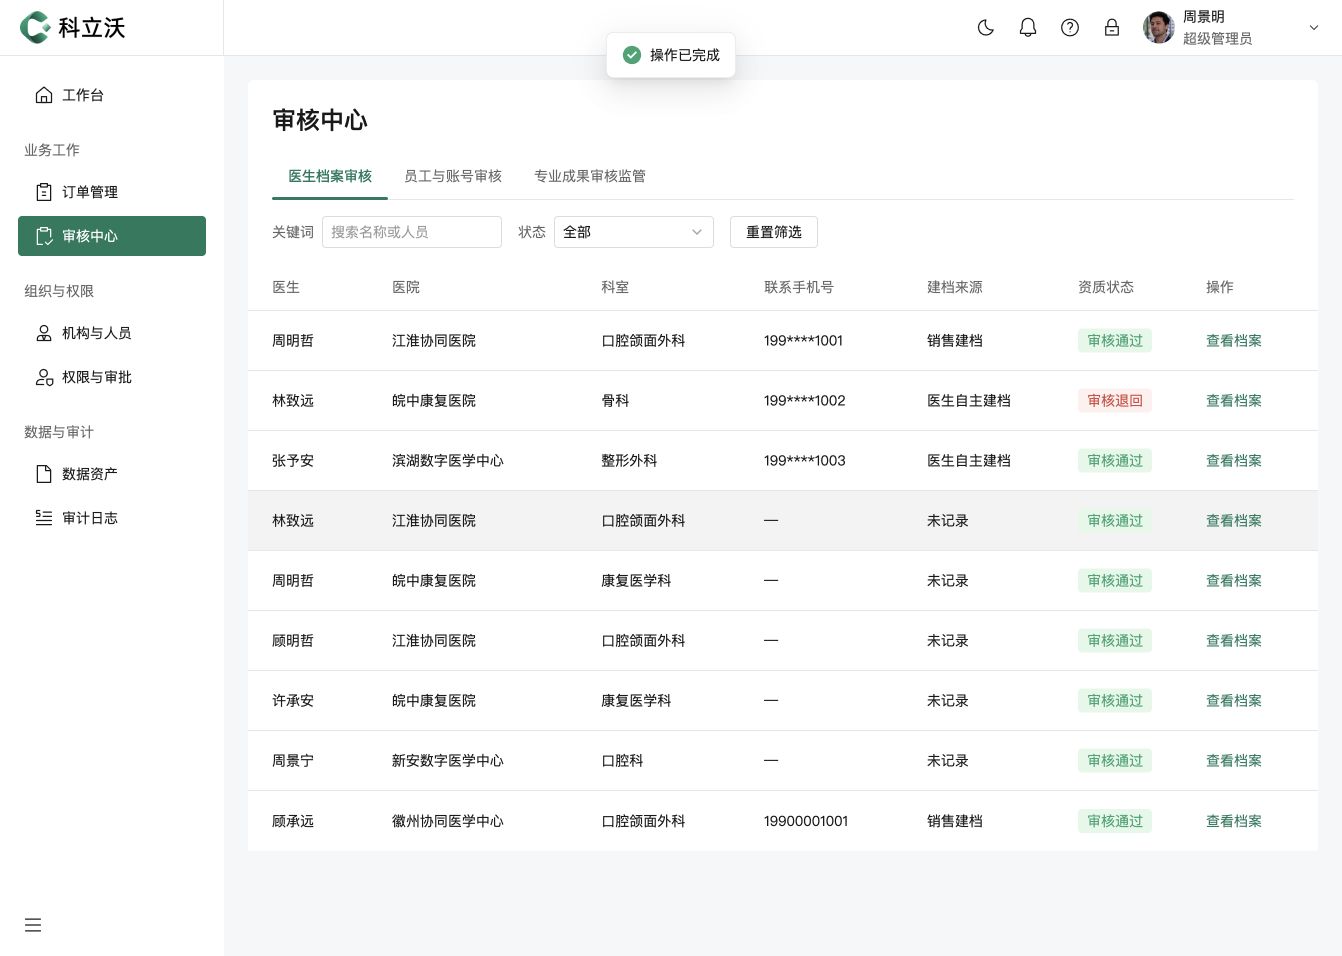 科立沃
操作已完成
周景明
超级管理员
工作台
业务工作
订单管理
审核中心
组织与权限
机构与人员
权限与审批
数据与审计
数据资产
审计日志
审核中心
医生档案审核 员工与账号审核 专业成果审核监管
关键词 搜索名称或人员 状态 全部 重置筛选
医生 医院 科室 联系手机号 建档来源 资质状态 操作
周明哲 江淮协同医院 口腔颌面外科 199****1001 销售建档 审核通过 查看档案
林致远 皖中康复医院 骨科 199****1002 医生自主建档 审核退回 查看档案
张予安 滨湖数字医学中心 整形外科 199****1003 医生自主建档 审核通过 查看档案
林致远 江淮协同医院 口腔颌面外科 — 未记录 审核通过 查看档案
周明哲 皖中康复医院 康复医学科 — 未记录 审核通过 查看档案
顾明哲 江淮协同医院 口腔颌面外科 — 未记录 审核通过 查看档案
许承安 皖中康复医院 康复医学科 — 未记录 审核通过 查看档案
周景宁 新安数字医学中心 口腔科 — 未记录 审核通过 查看档案
顾承远 徽州协同医学中心 口腔颌面外科 19900001001 销售建档 审核通过 查看档案